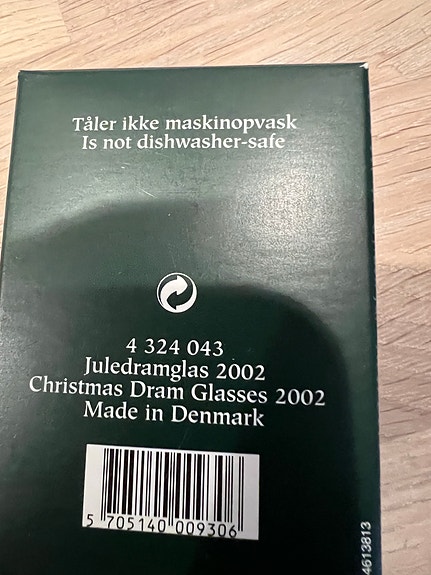 Tåler ikke maskinopvask
Is not dishwasher-safe
4 324 043
Juledramglas 2002
Christmas Dram Glasses 2002
Made in Denmark
5 705140 009306
4613813